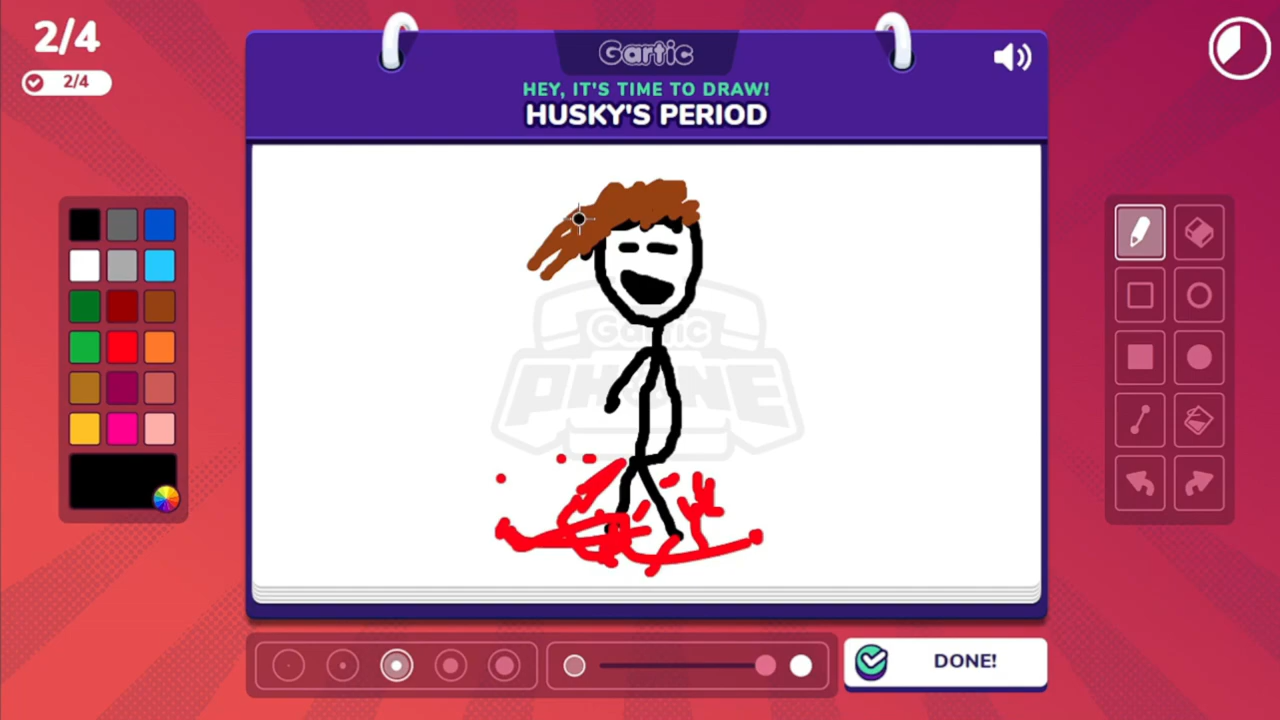 2/4
2/4
Gartic
HEY, IT'S TIME TO DRAW!
HUSKY'S PERIOD
Gartic
PHONE
DONE!